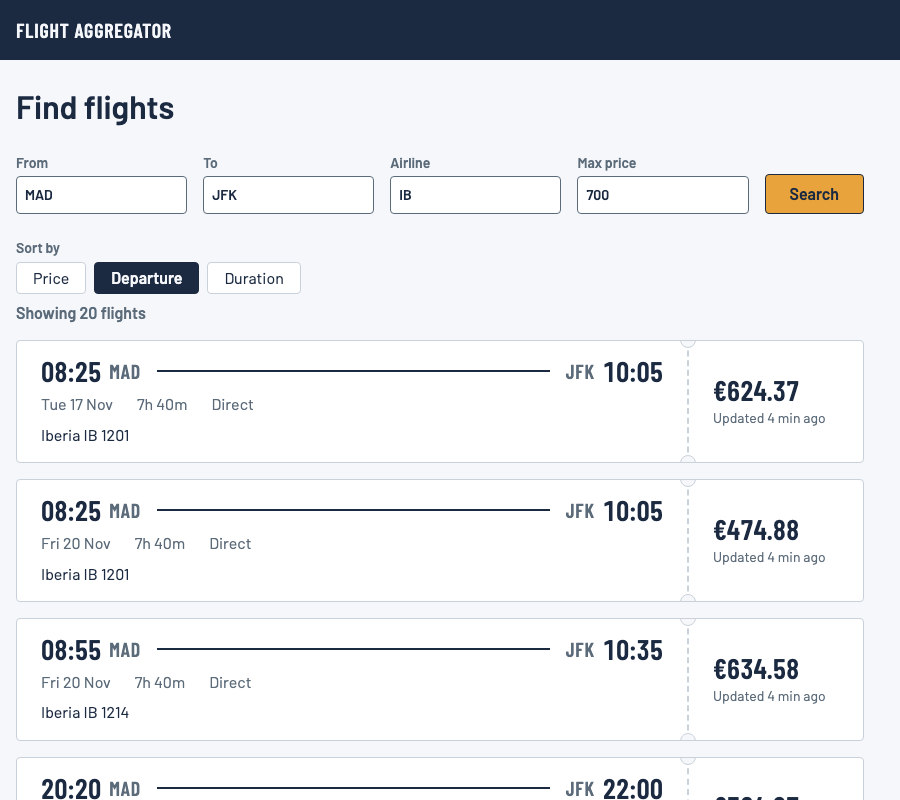 FLIGHT AGGREGATOR
Find flights
From To Airline Max price
MAD JFK IB 700 Search
Sort by
Price Departure Duration
Showing 20 flights
08:25 MAD JFK 10:05
Tue 17 Nov 7h 40m Direct
Iberia IB 1201
€624.37
Updated 4 min ago
08:25 MAD JFK 10:05
Fri 20 Nov 7h 40m Direct
Iberia IB 1201
€474.88
Updated 4 min ago
08:55 MAD JFK 10:35
Fri 20 Nov 7h 40m Direct
Iberia IB 1214
€634.58
Updated 4 min ago
20:20 MAD JFK 22:00